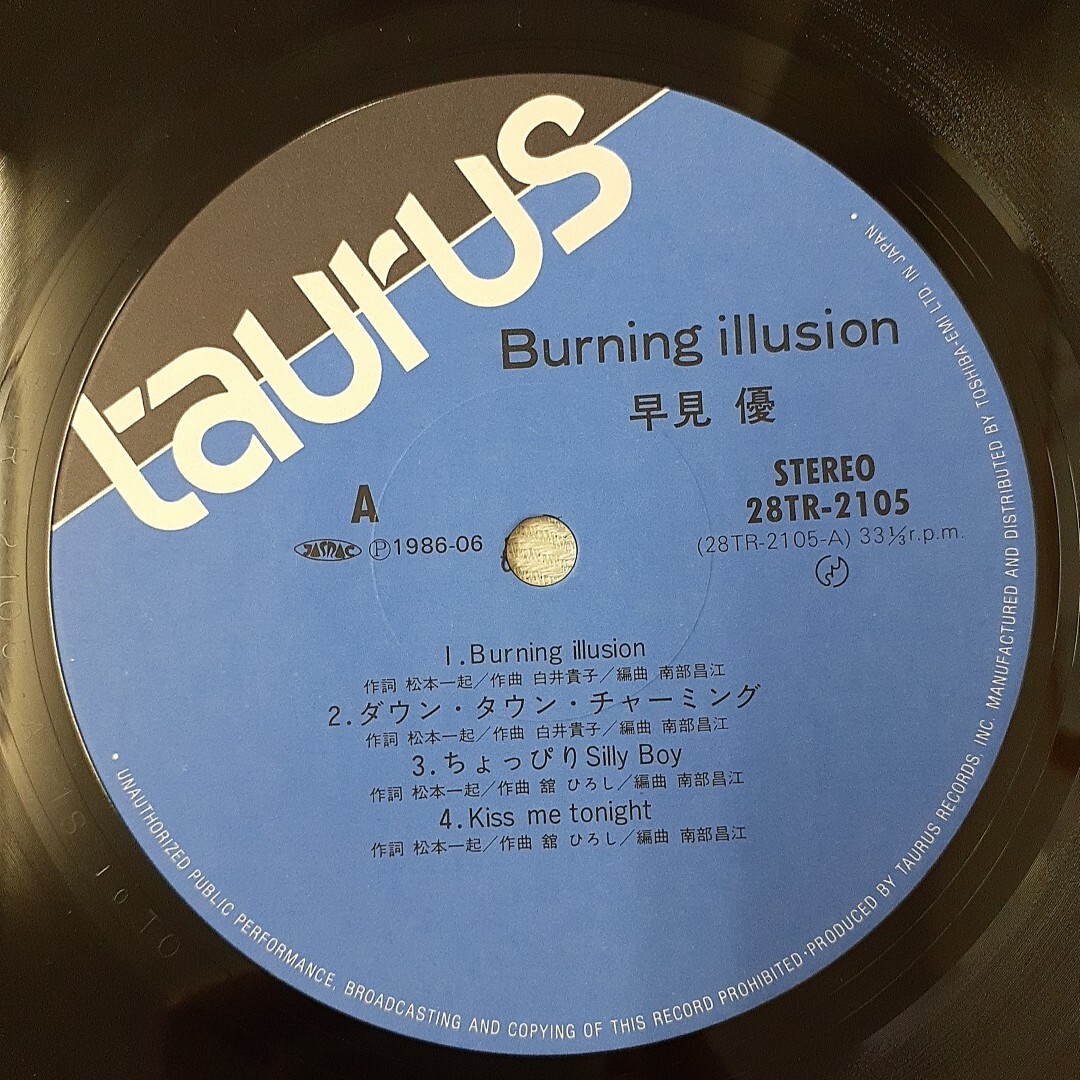 taurus
Burning illusion
早見 優
STEREO
28TR-2105
(28TR-2105-A) 33⅓r.p.m.
A
JASRAC Ⓟ1986-06
1.Burning illusion
作詞 松本一起/作曲 白井貴子/編曲 南部昌江
2.ダウン・タウン・チャーミング
作詞 松本一起/作曲 白井貴子/編曲 南部昌江
3.ちょっぴりSilly Boy
作詞 松本一起/作曲 舘 ひろし/編曲 南部昌江
4.Kiss me tonight
作詞 松本一起/作曲 舘 ひろし/編曲 南部昌江
• UNAUTHORIZED PUBLIC PERFORMANCE, BROADCASTING AND COPYING OF THIS RECORD PROHIBITED·PRODUCED BY TAURUS RECORDS, INC. MANUFACTURED AND DISTRIBUTED BY TOSHIBA-EMI LTD. IN JAPAN. •